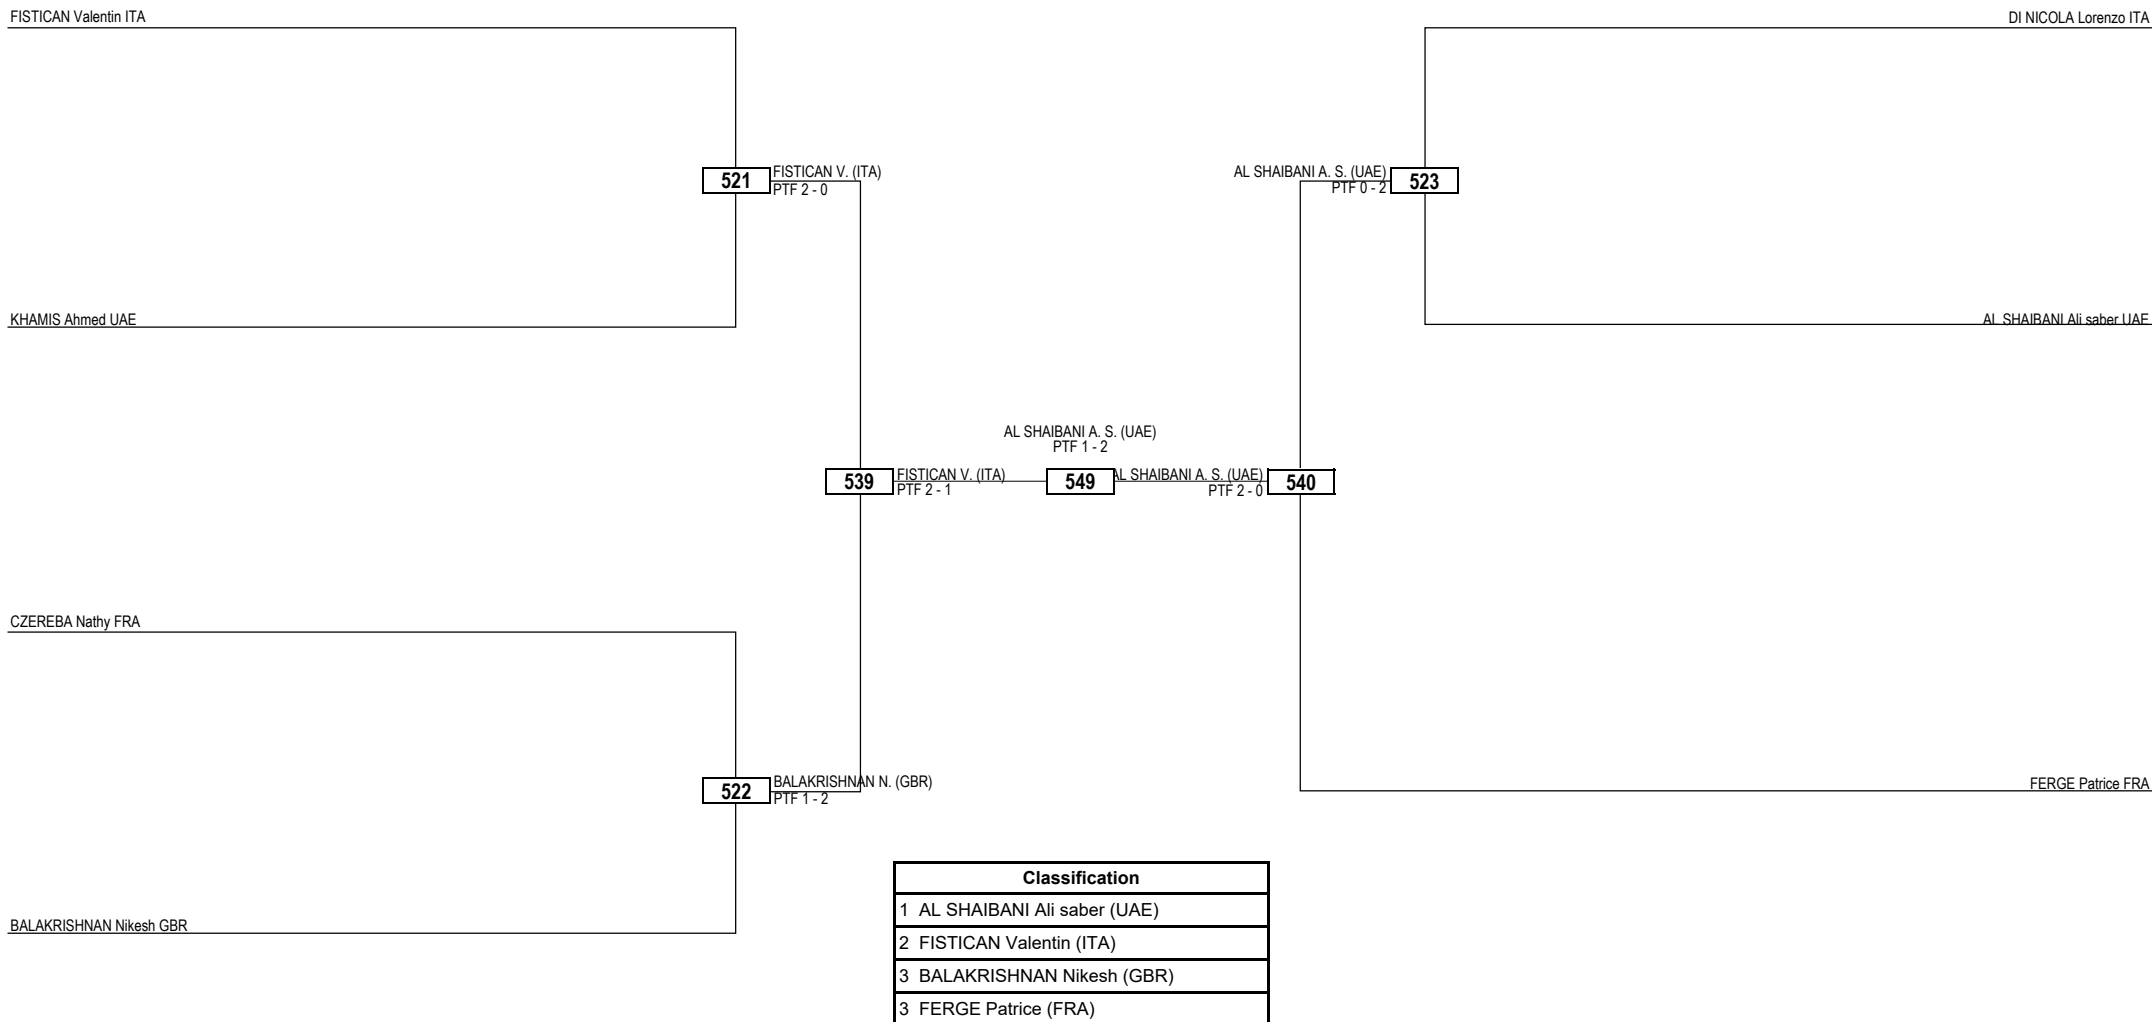 FISTICAN Valentin ITA
DI NICOLA Lorenzo ITA
521
FISTICAN V. (ITA)
PTF 2 - 0
AL SHAIBANI A. S. (UAE)
PTF 0 - 2
523
KHAMIS Ahmed UAE
AL SHAIBANI Ali saber UAE
AL SHAIBANI A. S. (UAE)
PTF 1 - 2
539
FISTICAN V. (ITA)
PTF 2 - 1
549
AL SHAIBANI A. S. (UAE)
PTF 2 - 0
540
CZEREBA Nathy FRA
522
BALAKRISHNAN N. (GBR)
PTF 1 - 2
FERGE Patrice FRA
BALAKRISHNAN Nikesh GBR
Classification
1 AL SHAIBANI Ali saber (UAE)
2 FISTICAN Valentin (ITA)
3 BALAKRISHNAN Nikesh (GBR)
3 FERGE Patrice (FRA)